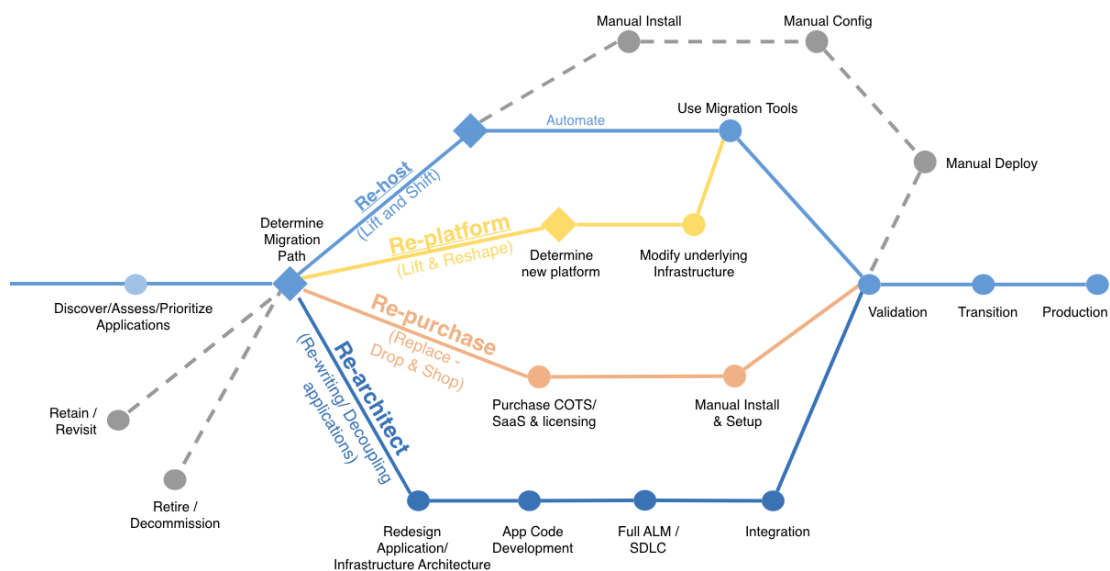 Manual Install
Manual Config
Automate
Use Migration Tools
Manual Deploy
Re-host
(Lift and Shift)
Determine
Migration
Path
Re-platform
(Lift & Reshape)
Determine
new platform
Modify underlying
Infrastructure
Discover/Assess/Prioritize
Applications
Validation
Transition
Production
Re-purchase
(Replace -
Drop & Shop)
Purchase COTS/
SaaS & licensing
Manual Install
& Setup
Re-architect
(Re-writing/ Decoupling
applications)
Retain /
Revisit
Retire /
Decommission
Redesign
Application/
Infrastructure Architecture
App Code
Development
Full ALM /
SDLC
Integration